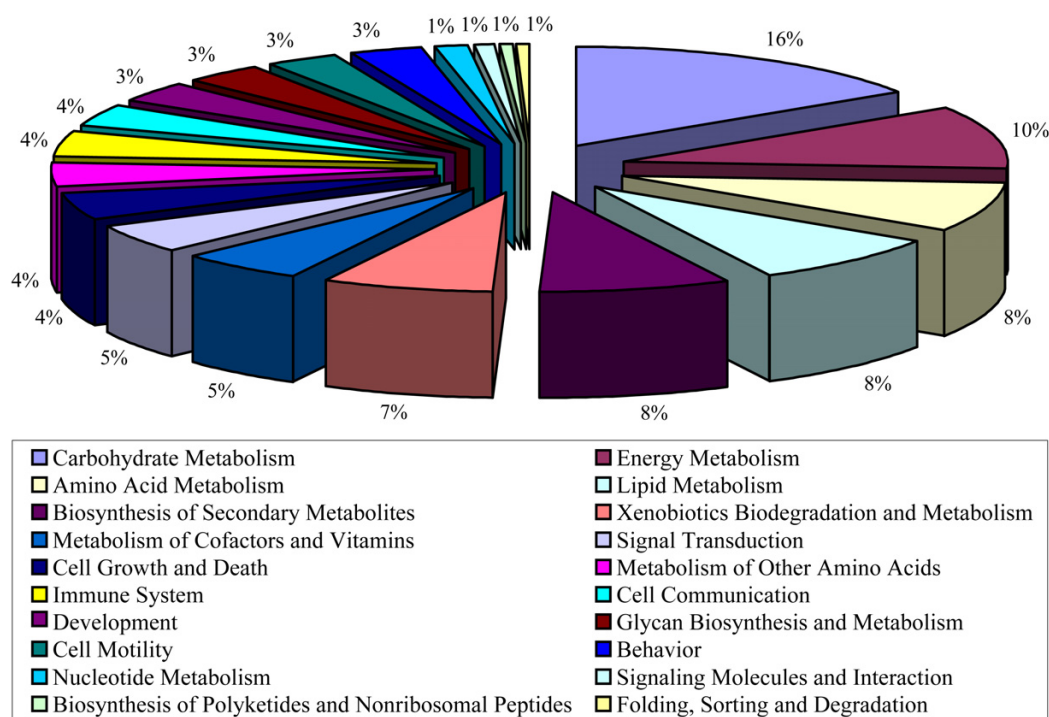 3% 3% 3% 1% 1% 1% 1%
3% 16%
4% 10%
4%
4% 8%
4%
5% 8%
5%
7% 8%
Carbohydrate Metabolism Energy Metabolism
Amino Acid Metabolism Lipid Metabolism
Biosynthesis of Secondary Metabolites Xenobiotics Biodegradation and Metabolism
Metabolism of Cofactors and Vitamins Signal Transduction
Cell Growth and Death Metabolism of Other Amino Acids
Immune System Cell Communication
Development Glycan Biosynthesis and Metabolism
Cell Motility Behavior
Nucleotide Metabolism Signaling Molecules and Interaction
Biosynthesis of Polyketides and Nonribosomal Peptides Folding, Sorting and Degradation